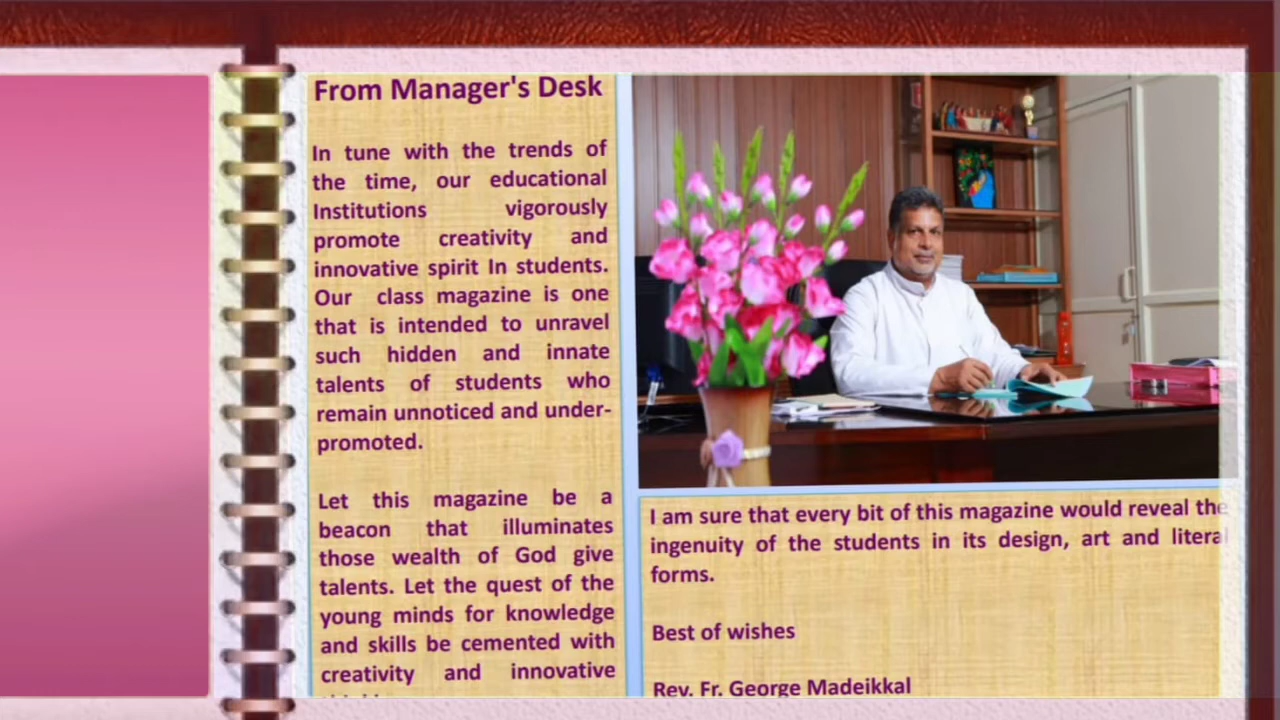 From Manager's Desk
In tune with the trends of
the time, our educational
Institutions vigorously
promote creativity and
innovative spirit In students.
Our class magazine is one
that is intended to unravel
such hidden and innate
talents of students who
remain unnoticed and under-
promoted.
Let this magazine be a
beacon that illuminates
those wealth of God give
talents. Let the quest of the
young minds for knowledge
and skills be cemented with
creativity and innovative
I am sure that every bit of this magazine would reveal the
ingenuity of the students in its design, art and literal
forms.
Best of wishes
Rev. Fr. George Madeikkal